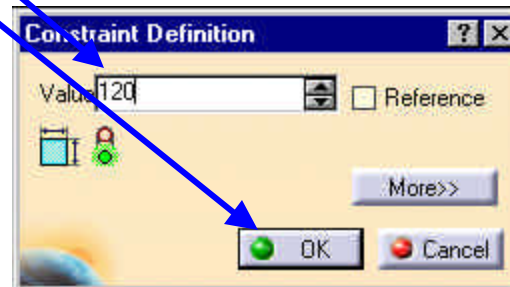 Constraint Definition ? ×
Value 120 Reference
More>>
OK Cancel